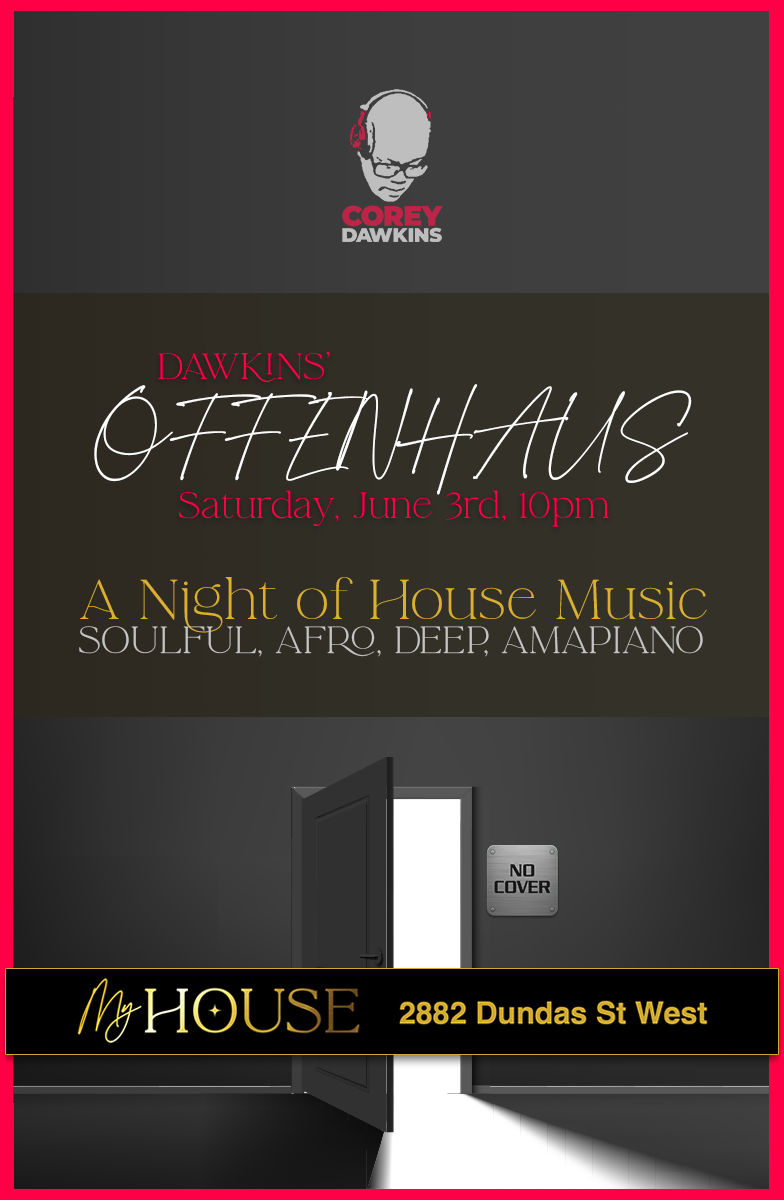 COREY
DAWKINS
DAWKINS’
OFFENHAUS
Saturday, June 3rd, 10pm
A Night of House Music
SOULFUL, AFRO, DEEP, AMAPIANO
NO
COVER
My HOUSE 2882 Dundas St West